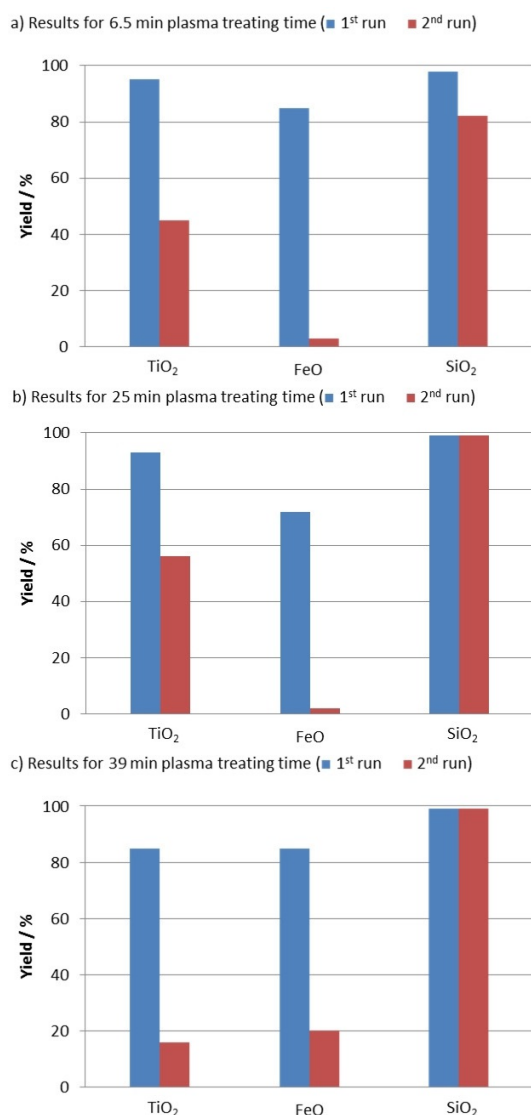 a) Results for 6.5 min plasma treating time (■ 1st run ■ 2nd run)
100
80
60
40
20
0
Yield / %
TiO₂ FeO SiO₂
b) Results for 25 min plasma treating time (■ 1st run ■ 2nd run)
100
80
60
40
20
0
Yield / %
TiO₂ FeO SiO₂
c) Results for 39 min plasma treating time (■ 1st run ■ 2nd run)
100
80
60
40
20
0
Yield / %
TiO₂ FeO SiO₂